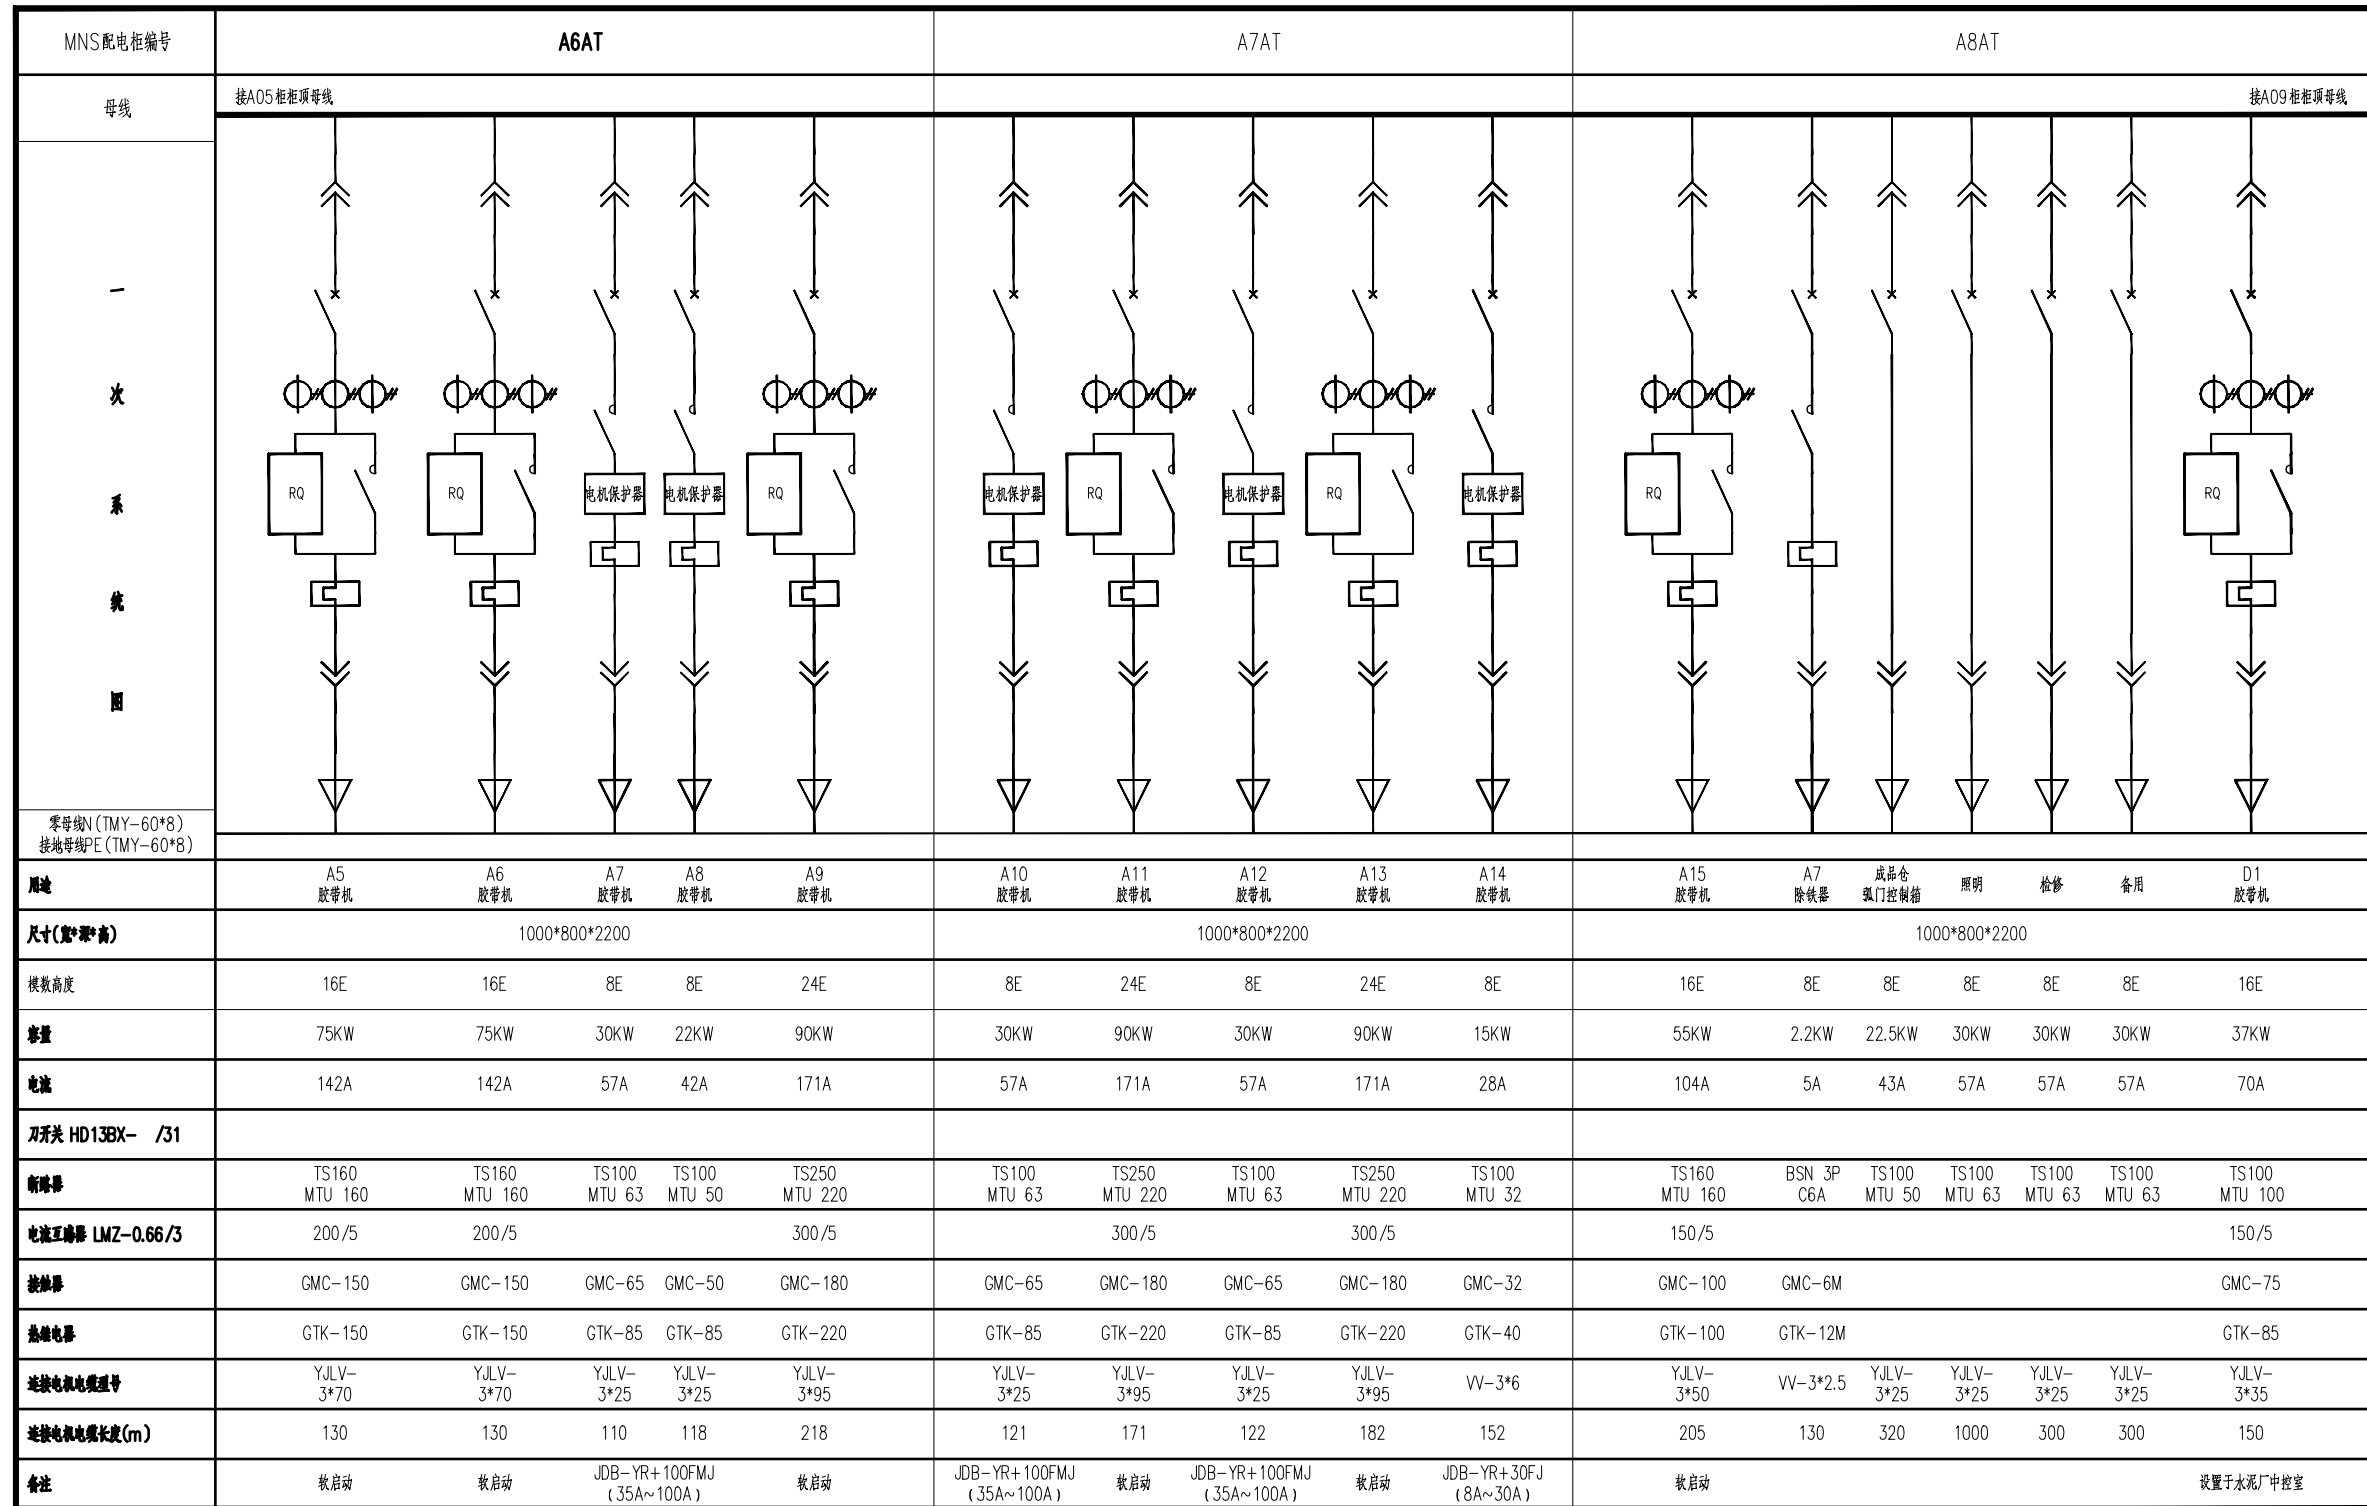 MNS配电柜编号 A6AT A7AT A8AT
母线 接A05柜柜顶母线 接A09柜柜顶母线
一
次
系
统
图
RQ RQ 电机保护器 电机保护器 RQ 电机保护器 RQ 电机保护器 RQ 电机保护器 RQ RQ
零母线N(TMY-60*8)
接地母线PE(TMY-60*8)
用途 A5 A6 A7 A8 A9 A10 A11 A12 A13 A14 A15 A7 成品仓 照明 检修 备用 D1
胶带机 胶带机 胶带机 胶带机 胶带机 胶带机 胶带机 胶带机 胶带机 胶带机 胶带机 除铁器 弧门控制箱 胶带机
尺寸(宽*深*高) 1000*800*2200 1000*800*2200 1000*800*2200
模数高度 16E 16E 8E 8E 24E 8E 24E 8E 24E 8E 16E 8E 8E 8E 8E 8E 16E
容量 75KW 75KW 30KW 22KW 90KW 30KW 90KW 30KW 90KW 15KW 55KW 2.2KW 22.5KW 30KW 30KW 30KW 37KW
电流 142A 142A 57A 42A 171A 57A 171A 57A 171A 28A 104A 5A 43A 57A 57A 57A 70A
刀开关 HD13BX- /31
断路器 TS160 TS160 TS100 TS100 TS250 TS100 TS250 TS100 TS250 TS100 TS160 BSN 3P TS100 TS100 TS100 TS100 TS100
MTU 160 MTU 160 MTU 63 MTU 50 MTU 220 MTU 63 MTU 220 MTU 63 MTU 220 MTU 32 MTU 160 C6A MTU 50 MTU 63 MTU 63 MTU 63 MTU 100
电流互感器 LMZ-0.66/3 200/5 200/5 300/5 300/5 300/5 150/5 150/5
接触器 GMC-150 GMC-150 GMC-65 GMC-50 GMC-180 GMC-65 GMC-180 GMC-65 GMC-180 GMC-32 GMC-100 GMC-6M GMC-75
热继电器 GTK-150 GTK-150 GTK-85 GTK-85 GTK-220 GTK-85 GTK-220 GTK-85 GTK-220 GTK-40 GTK-100 GTK-12M GTK-85
连接电机电缆型号 YJLV- YJLV- YJLV- YJLV- YJLV- YJLV- YJLV- YJLV- YJLV- VV-3*6 YJLV- VV-3*2.5 YJLV- YJLV- YJLV- YJLV- YJLV-
3*70 3*70 3*25 3*25 3*95 3*25 3*95 3*25 3*95 3*50 3*25 3*25 3*25 3*25 3*35
连接电机电缆长度(m) 130 130 110 118 218 121 171 122 182 152 205 130 320 1000 300 300 150
备注 软启动 软启动 JDB-YR+100FMJ 软启动 JDB-YR+100FMJ 软启动 JDB-YR+100FMJ 软启动 JDB-YR+30FJ 软启动 设置于水泥厂中控室
(35A~100A) (35A~100A) (35A~100A) (8A~30A)